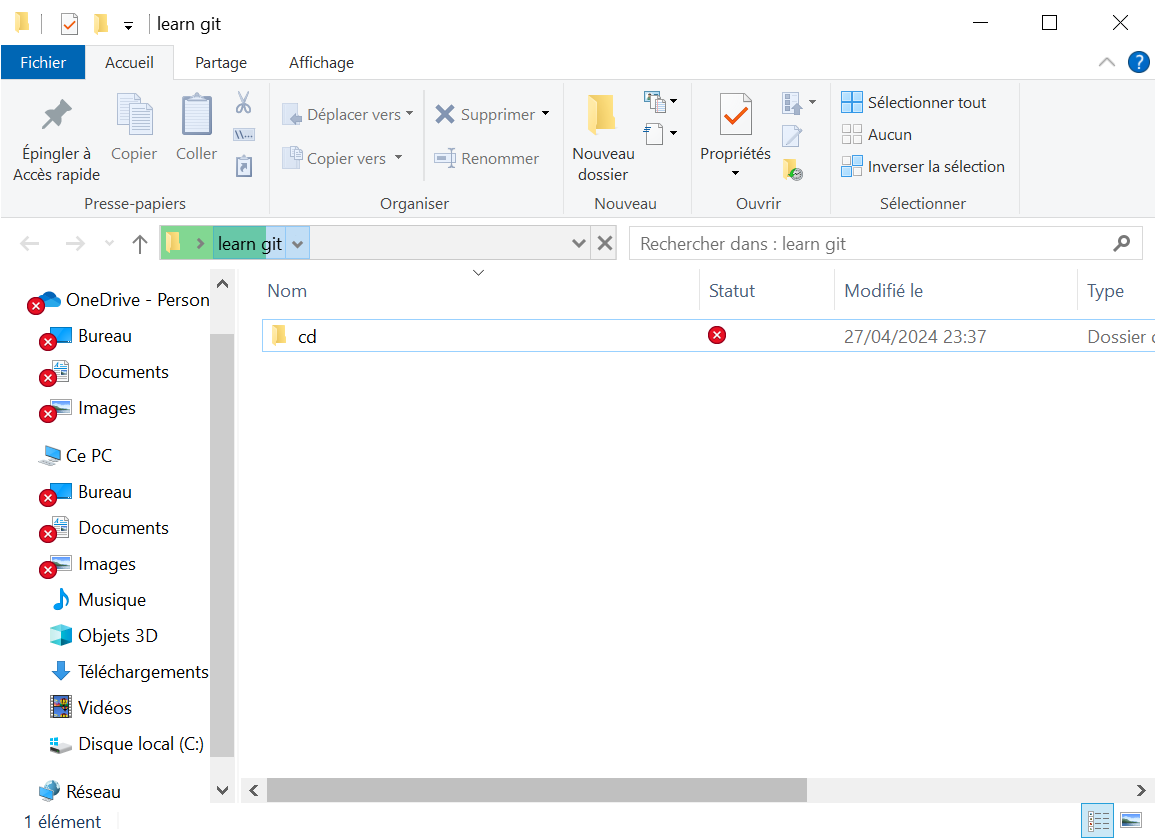 learn git
Fichier
Accueil
Partage
Affichage
?
Épingler à
Accès rapide
Copier
Coller
Déplacer vers
Copier vers
Supprimer
Renommer
Nouveau
dossier
Propriétés
Sélectionner tout
Aucun
Inverser la sélection
Presse-papiers
Organiser
Nouveau
Ouvrir
Sélectionner
learn git
Rechercher dans : learn git
OneDrive - Person
Bureau
Documents
Images
Ce PC
Bureau
Documents
Images
Musique
Objets 3D
Téléchargements
Vidéos
Disque local (C:)
Réseau
Nom
Statut
Modifié le
Type
cd
27/04/2024 23:37
Dossier
1 élément